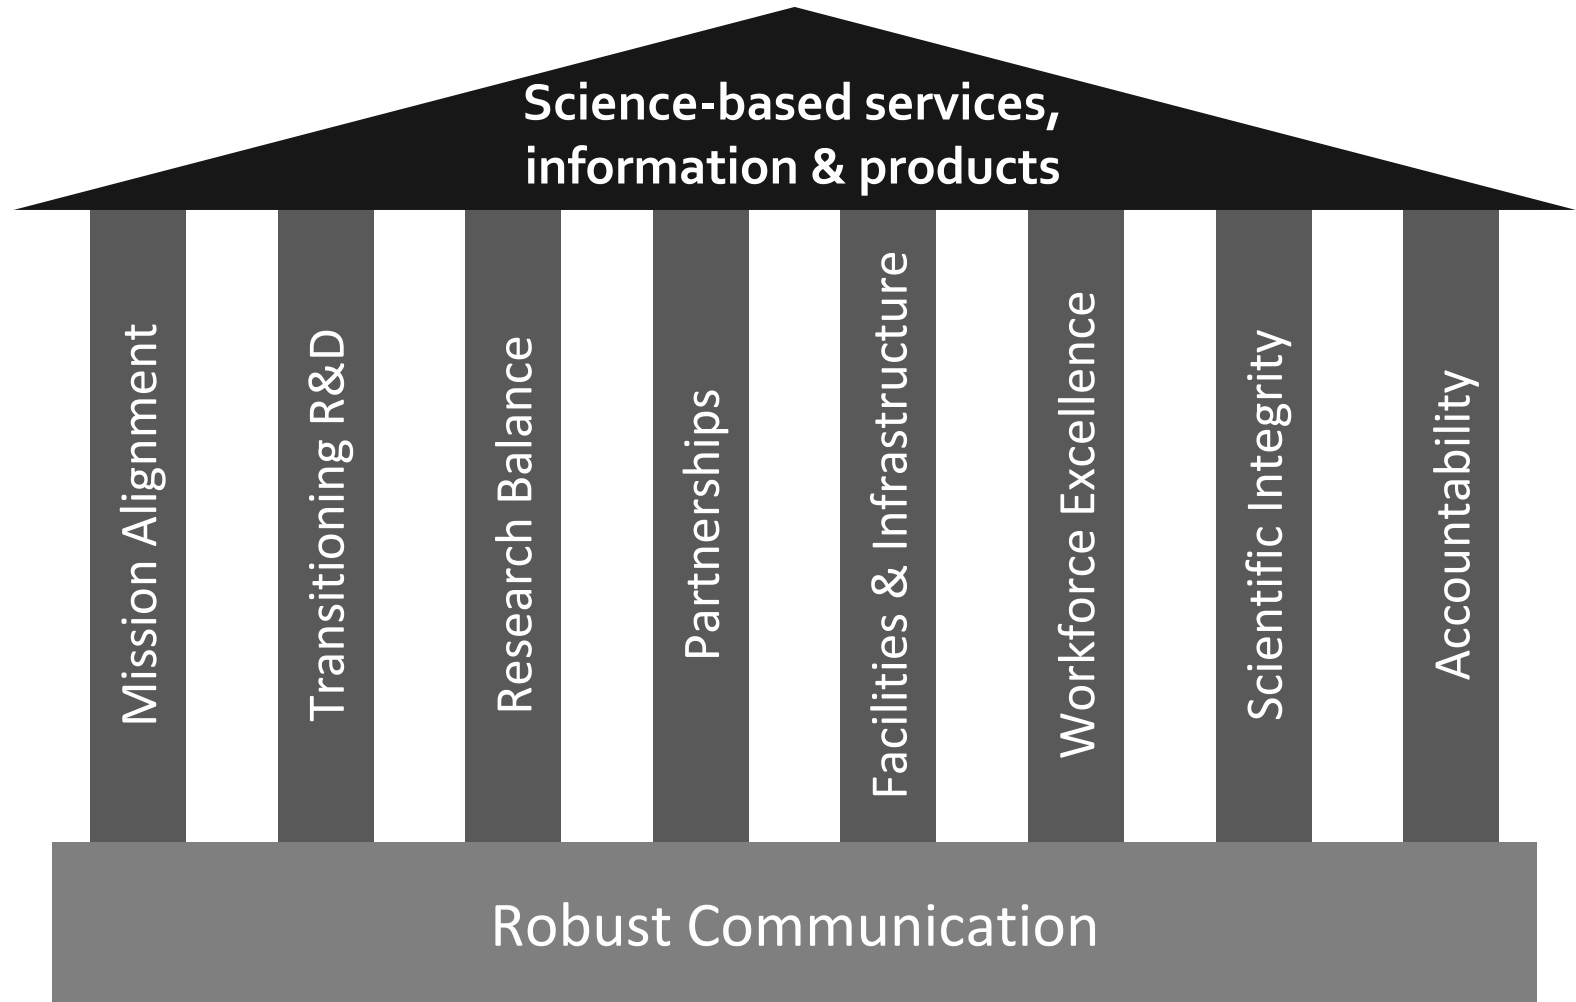 Science-based services,
information & products
Mission Alignment
Transitioning R&D
Research Balance
Partnerships
Facilities & Infrastructure
Workforce Excellence
Scientific Integrity
Accountability
Robust Communication